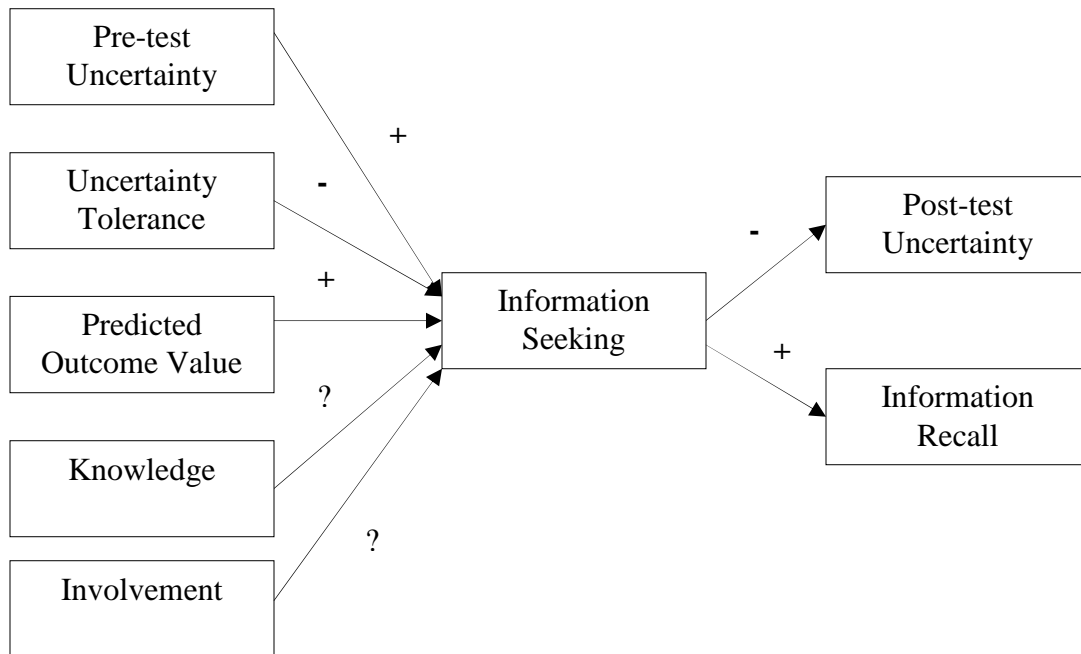 Pre-test
Uncertainty
+
Uncertainty
Tolerance
-
Predicted
Outcome Value
+
Knowledge
?
Involvement
?
Information
Seeking
-
Post-test
Uncertainty
+
Information
Recall